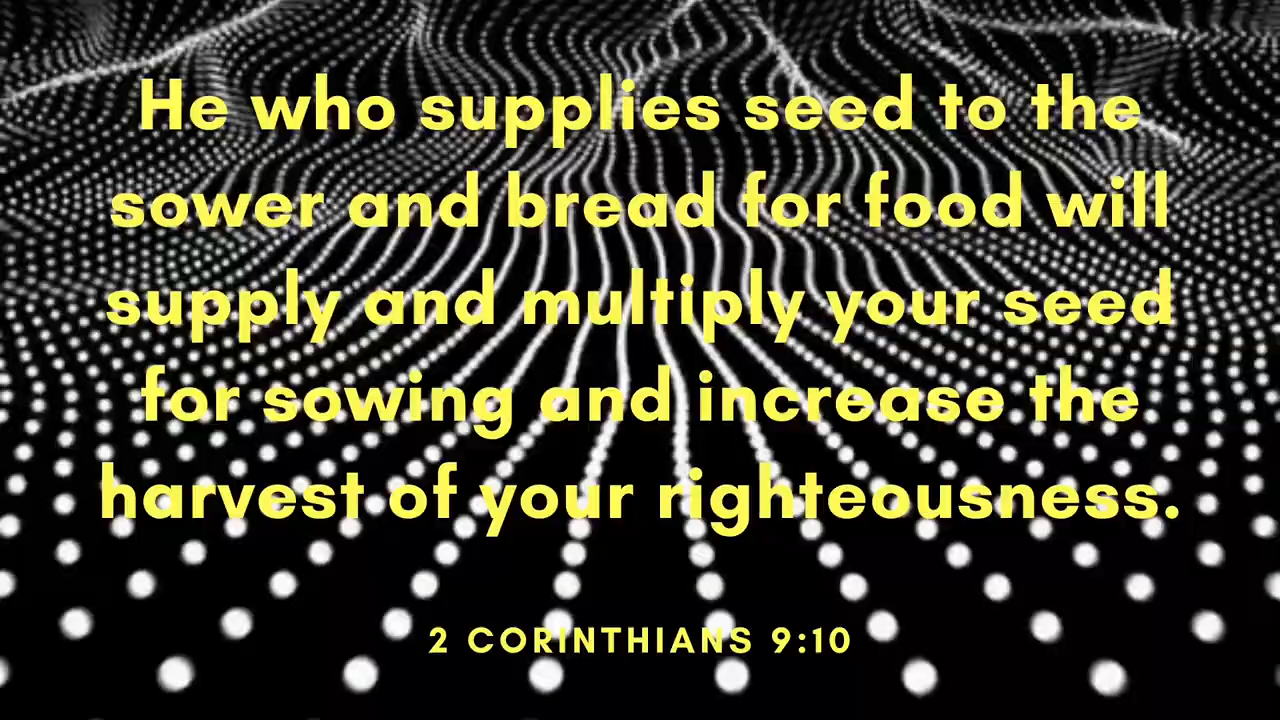 He who supplies seed to the
sower and bread for food will
supply and multiply your seed
for sowing and increase the
harvest of your righteousness.
2 CORINTHIANS 9:10